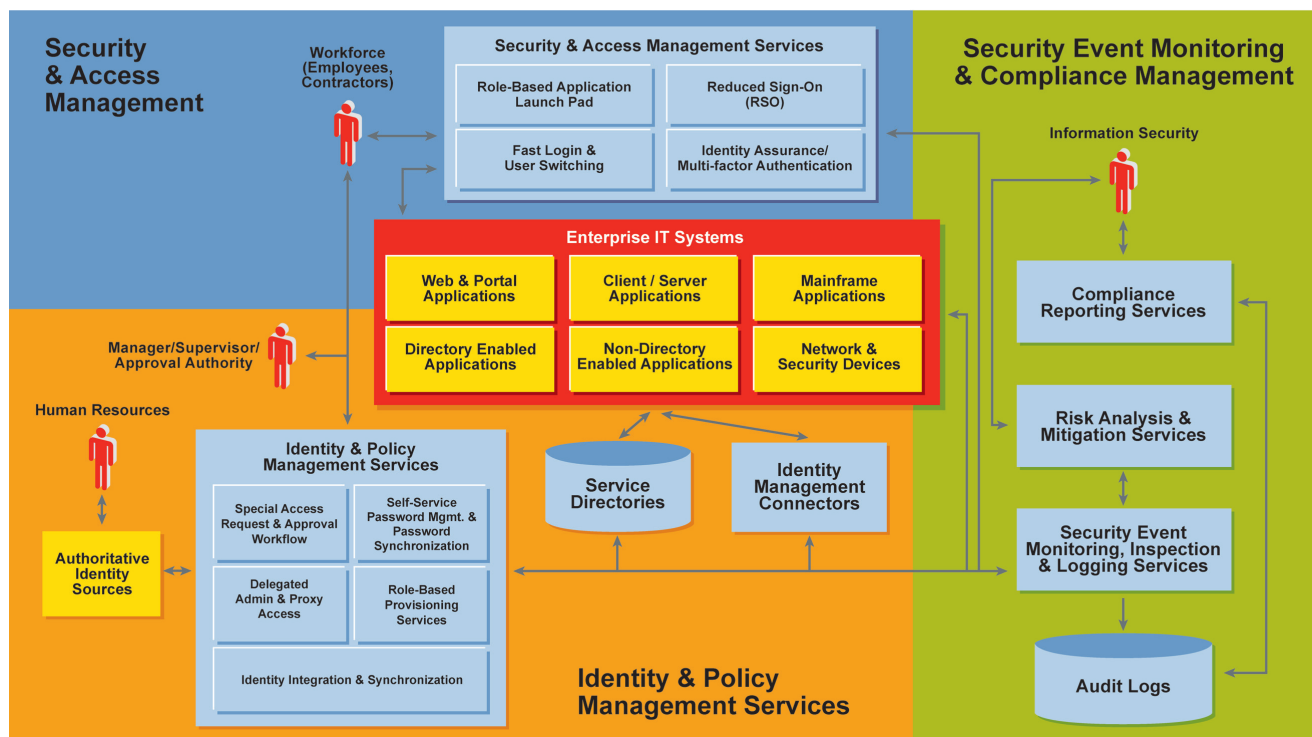 Security
& Access
Management
Workforce
(Employees,
Contractors)
Security & Access Management Services
Role-Based Application
Launch Pad
Reduced Sign-On
(RSO)
Fast Login &
User Switching
Identity Assurance/
Multi-factor Authentication
Security Event Monitoring
& Compliance Management
Information Security
Enterprise IT Systems
Web & Portal
Applications
Client / Server
Applications
Mainframe
Applications
Directory Enabled
Applications
Non-Directory
Enabled Applications
Network &
Security Devices
Compliance
Reporting Services
Manager/Supervisor/
Approval Authority
Human Resources
Risk Analysis &
Mitigation Services
Identity & Policy
Management Services
Special Access
Request & Approval
Workflow
Self-Service
Password Mgmt. &
Password
Synchronization
Delegated
Admin & Proxy
Access
Role-Based
Provisioning
Services
Identity Integration & Synchronization
Authoritative
Identity
Sources
Service
Directories
Identity
Management
Connectors
Security Event
Monitoring, Inspection
& Logging Services
Audit Logs
Identity & Policy
Management Services